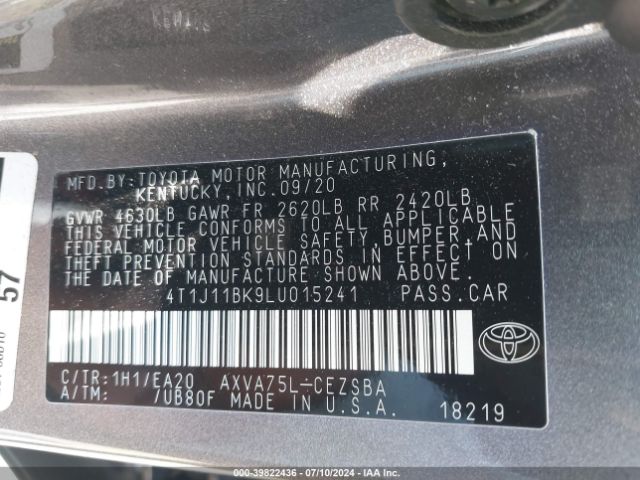 57
MFD.BY:TOYOTA MOTOR MANUFACTURING,
KENTUCKY, INC.09/20
GVWR 4630LB GAWR FR 2620LB RR 2420LB
THIS VEHICLE CONFORMS TO ALL APPLICABLE
FEDERAL MOTOR VEHICLE SAFETY,BUMPER,AND
THEFT PREVENTION STANDARDS IN EFFECT ON
THE DATE OF MANUFACTURE SHOWN ABOVE.
4T1J11BK9LU015241 PASS.CAR
C/TR:1H1/EA20 AXVA75L-CEZSBA
A/TM: /UB80F MADE IN U.S.A. 18219
000-39822436 - 07/10/2024 - IAA Inc.